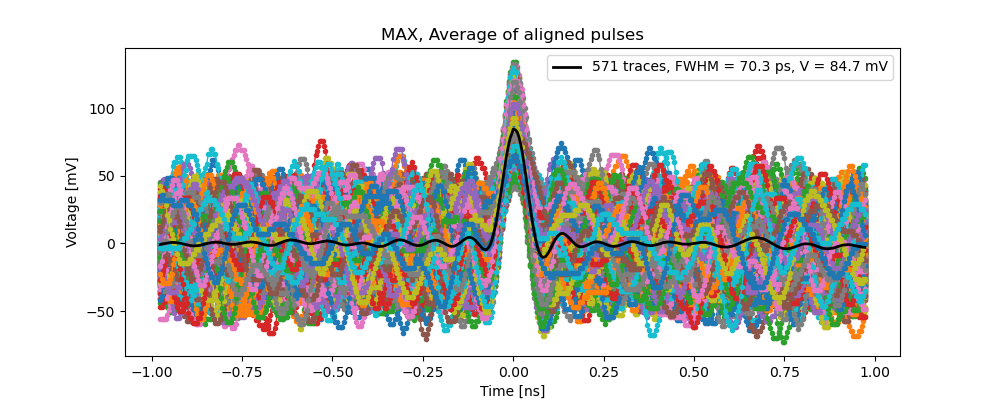 MAX, Average of aligned pulses
571 traces, FWHM = 70.3 ps, V = 84.7 mV
Voltage [mV]
100
50
0
−50
−1.00 −0.75 −0.50 −0.25 0.00 0.25 0.50 0.75 1.00
Time [ns]